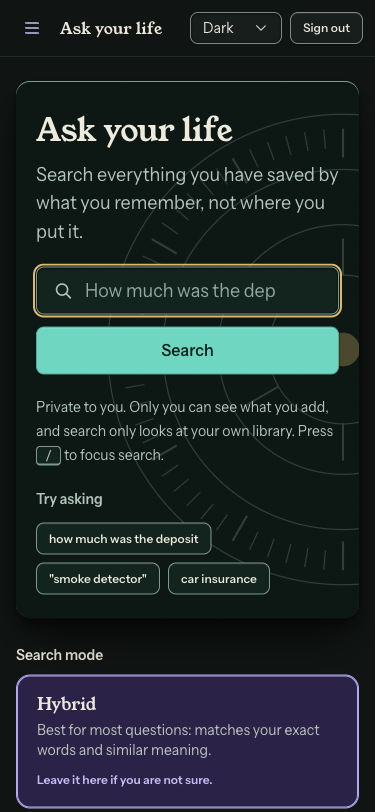 Ask your life
Dark
Sign out
Ask your life
Search everything you have saved by
what you remember, not where you
put it.
How much was the dep
Search
Private to you. Only you can see what you add,
and search only looks at your own library. Press
/ to focus search.
Try asking
how much was the deposit
"smoke detector"
car insurance
Search mode
Hybrid
Best for most questions: matches your exact
words and similar meaning.
Leave it here if you are not sure.